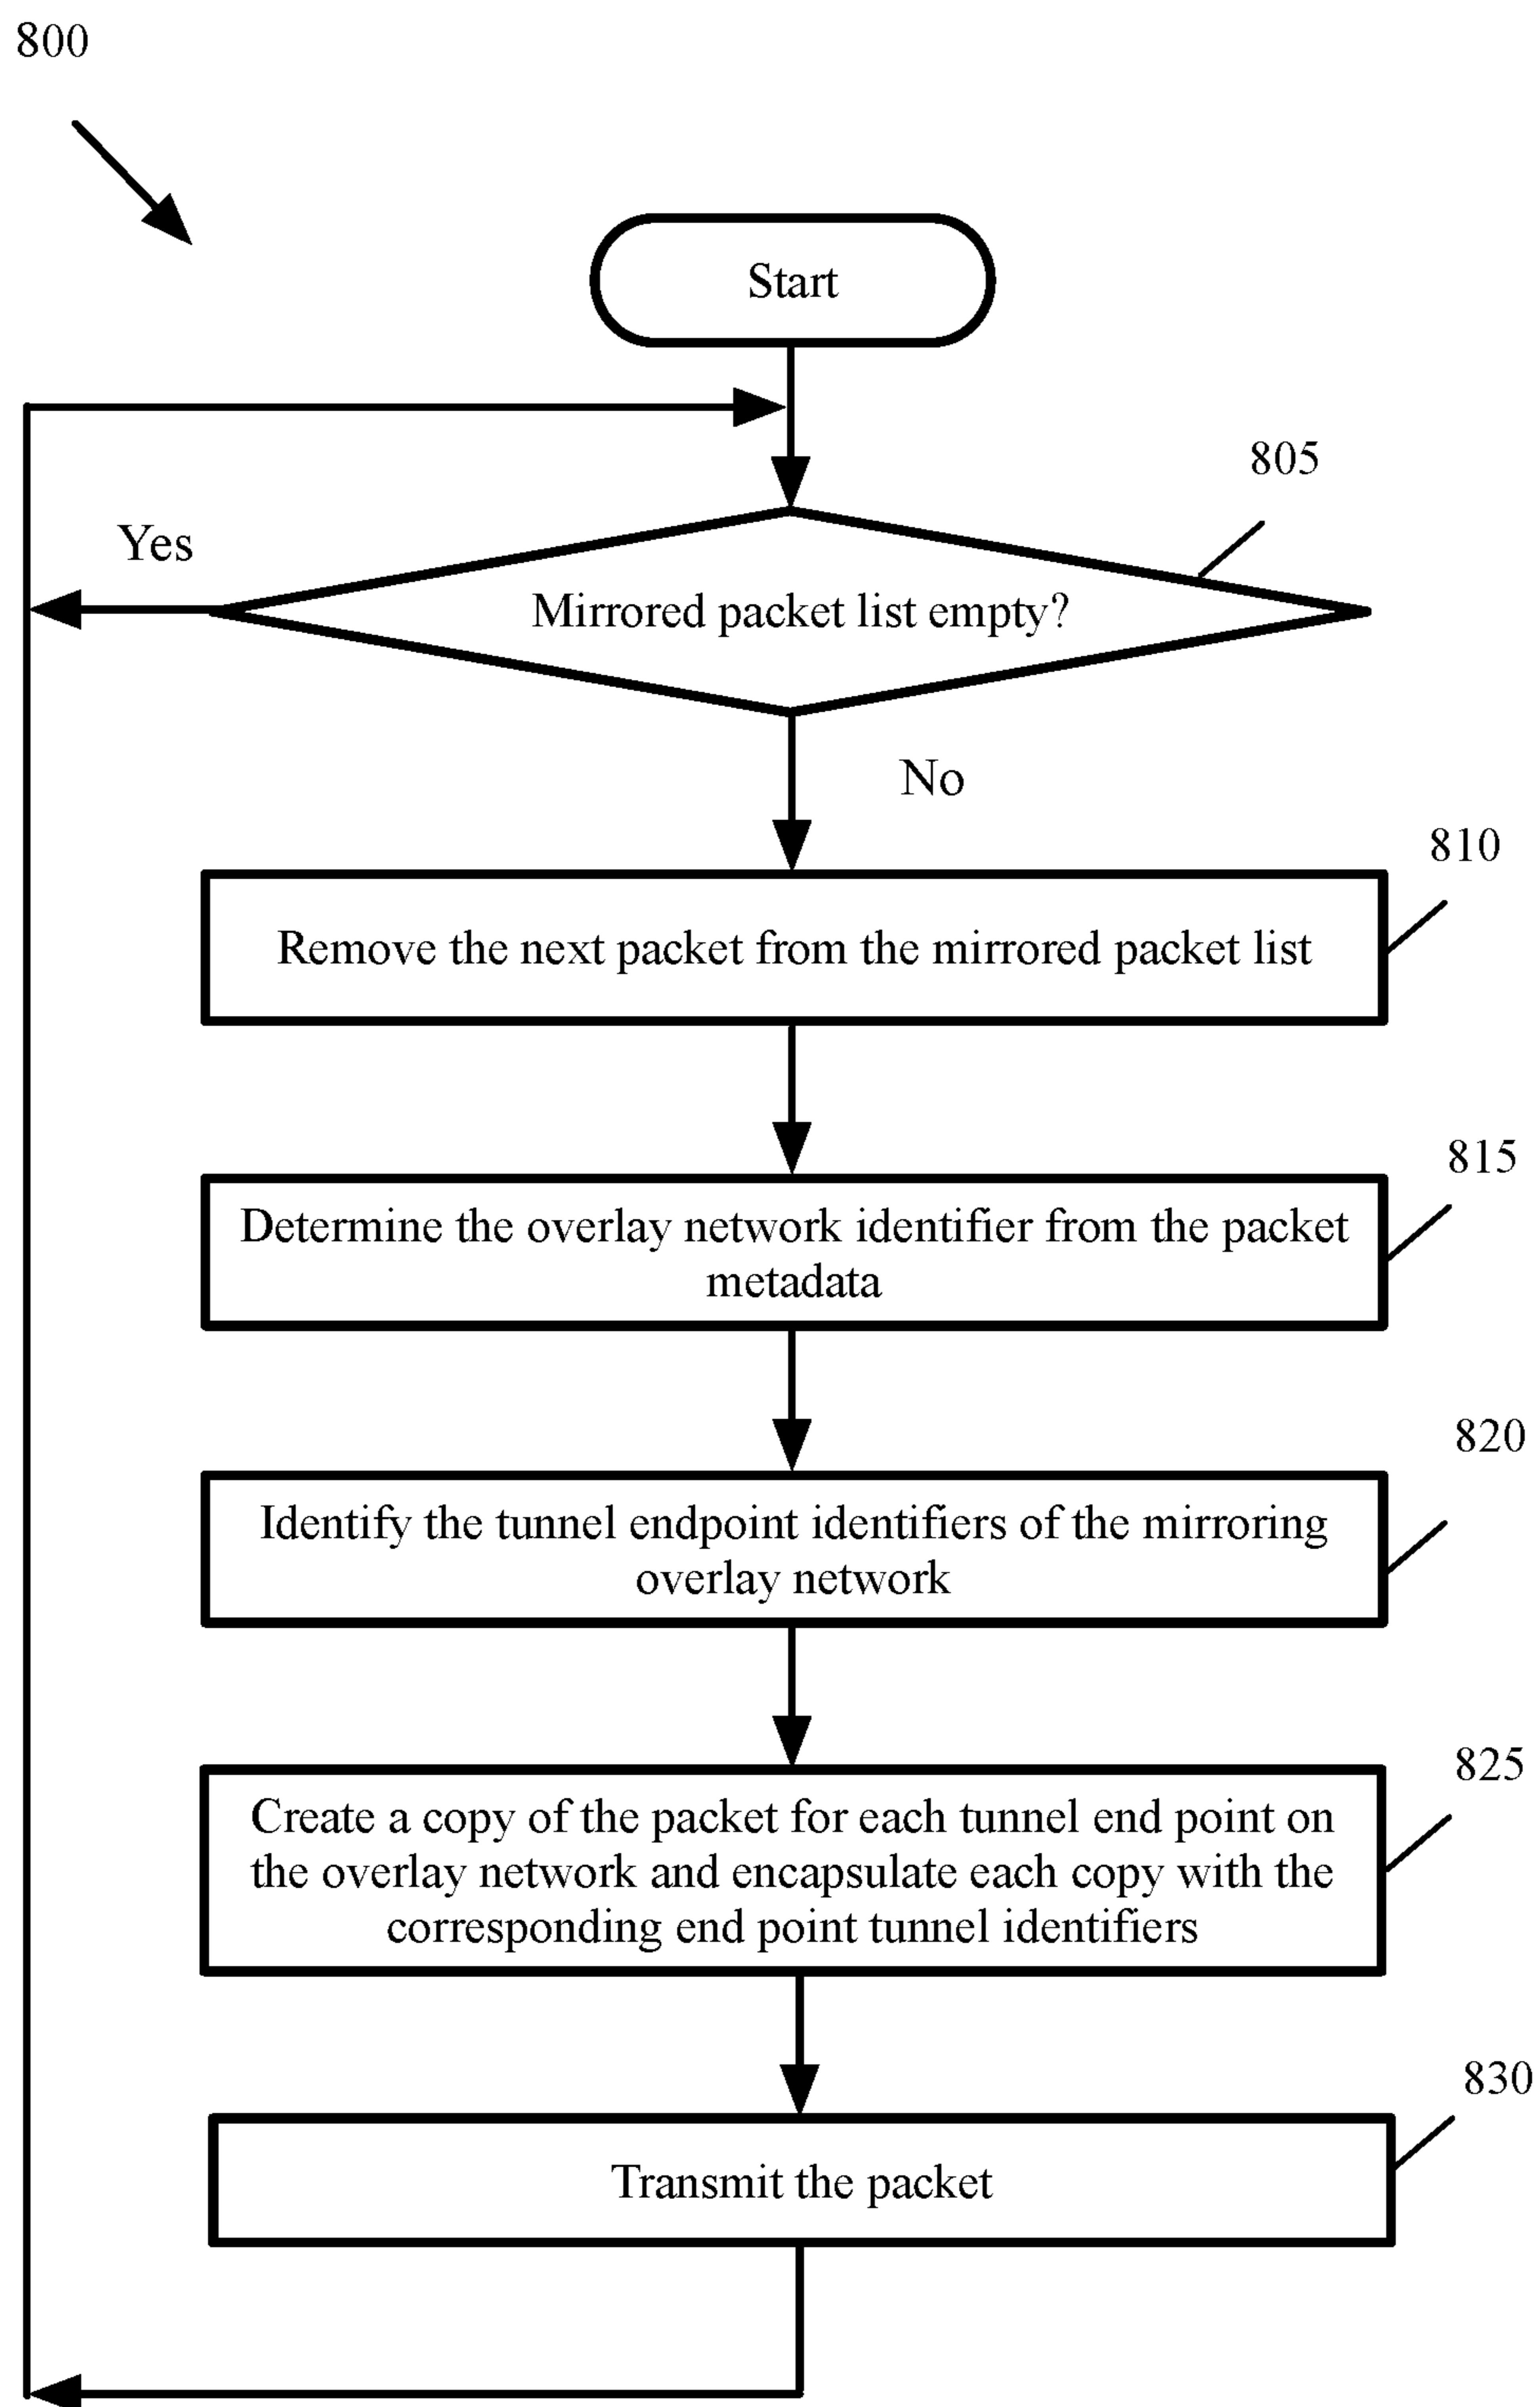 800
Start
805
Yes
Mirrored packet list empty?
No
810
Remove the next packet from the mirrored packet list
815
Determine the overlay network identifier from the packet
metadata
820
Identify the tunnel endpoint identifiers of the mirroring
overlay network
825
Create a copy of the packet for each tunnel end point on
the overlay network and encapsulate each copy with the
corresponding end point tunnel identifiers
830
Transmit the packet